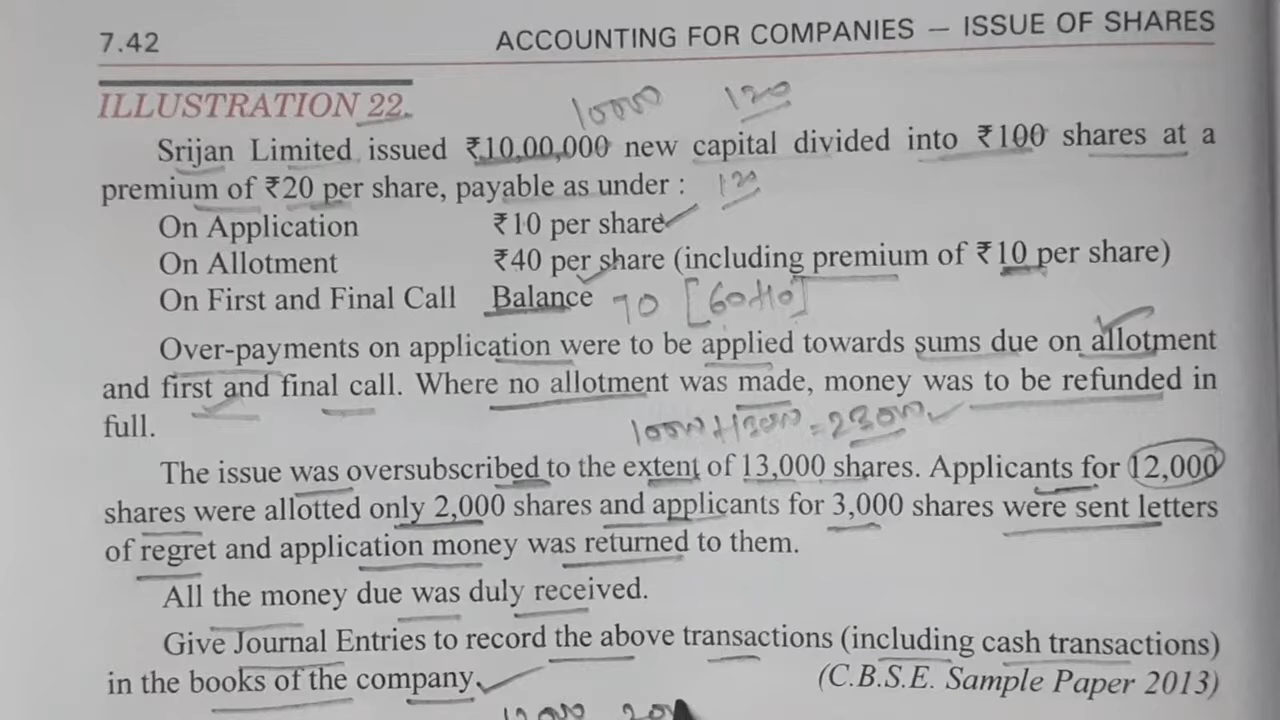 7.42 ACCOUNTING FOR COMPANIES — ISSUE OF SHARES
ILLUSTRATION 22.
10000 120
Srijan Limited issued ₹10,00,000 new capital divided into ₹100 shares at a
premium of ₹20 per share, payable as under : 120
On Application ₹10 per share
On Allotment ₹40 per share (including premium of ₹10 per share)
On First and Final Call Balance 70 [60+10]
Over-payments on application were to be applied towards sums due on allotment
and first and final call. Where no allotment was made, money was to be refunded in
full.
10000+13000=23000
The issue was oversubscribed to the extent of 13,000 shares. Applicants for 12,000
shares were allotted only 2,000 shares and applicants for 3,000 shares were sent letters
of regret and application money was returned to them.
All the money due was duly received.
Give Journal Entries to record the above transactions (including cash transactions)
in the books of the company.
(C.B.S.E. Sample Paper 2013)
12000